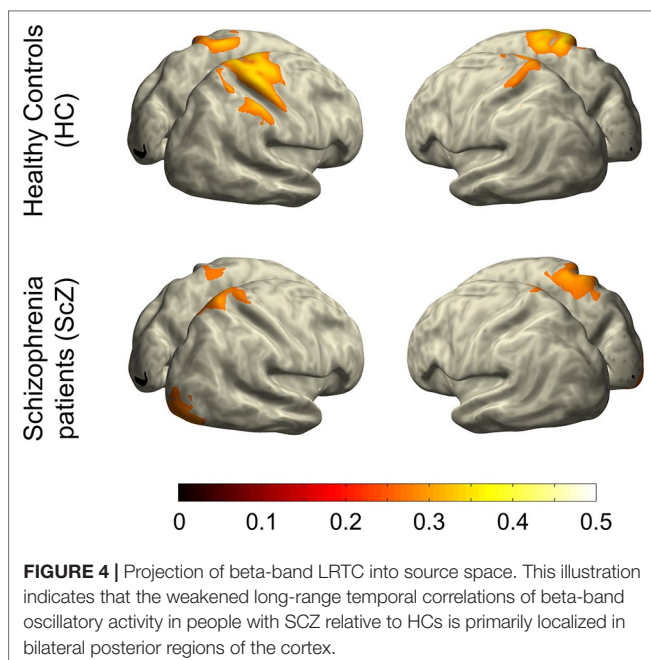 Healthy Controls
(HC)
Schizophrenia
patients (ScZ)
0 0.1 0.2 0.3 0.4 0.5
FIGURE 4 | Projection of beta-band LRTC into source space. This illustration
indicates that the weakened long-range temporal correlations of beta-band
oscillatory activity in people with SCZ relative to HCs is primarily localized in
bilateral posterior regions of the cortex.